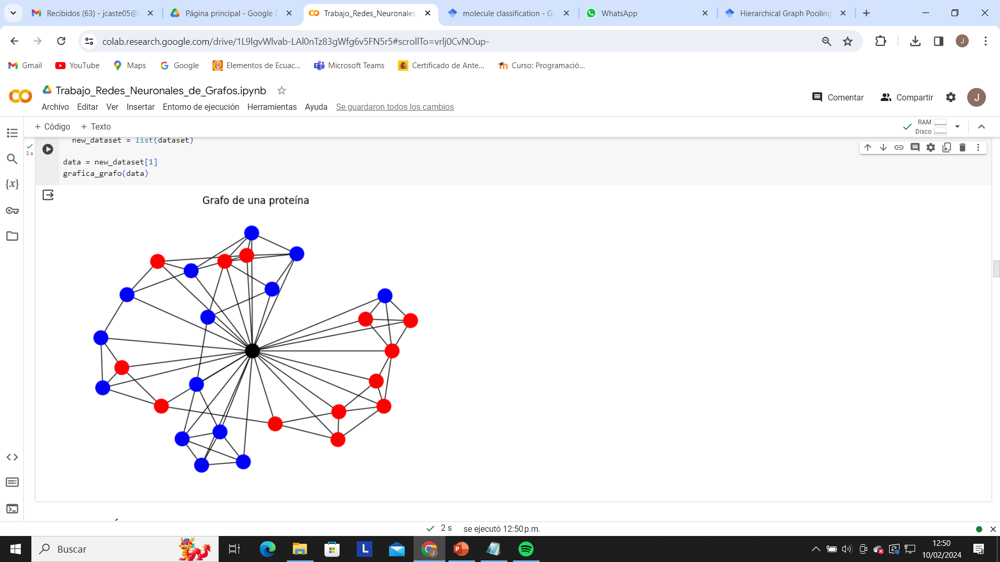 Recibidos (63) - jcaste05@
Página principal - Google D
Trabajo_Redes_Neuronales
molecule classification - Go
WhatsApp
Hierarchical Graph Pooling
colab.research.google.com/drive/1L9lgvWlvab-LAl0nTz83gWfg6v5FN5r5#scrollTo=vrlj0CvNOup-
J
Gmail
YouTube
Maps
Google
Elementos de Ecuac...
Microsoft Teams
Certificado de Ante...
Curso: Programació...
Trabajo_Redes_Neuronales_de_Grafos.ipynb
Comentar
Compartir
J
Archivo
Editar
Ver
Insertar
Entorno de ejecución
Herramientas
Ayuda
Se guardaron todos los cambios
+ Código
+ Texto
RAM
Disco
2 s
new_dataset = list(dataset)
data = new_dataset[1]
grafica_grafo(data)
{x}
Grafo de una proteína
2 s
se ejecutó 12:50 p.m.
Buscar
L
12:50
10/02/2024